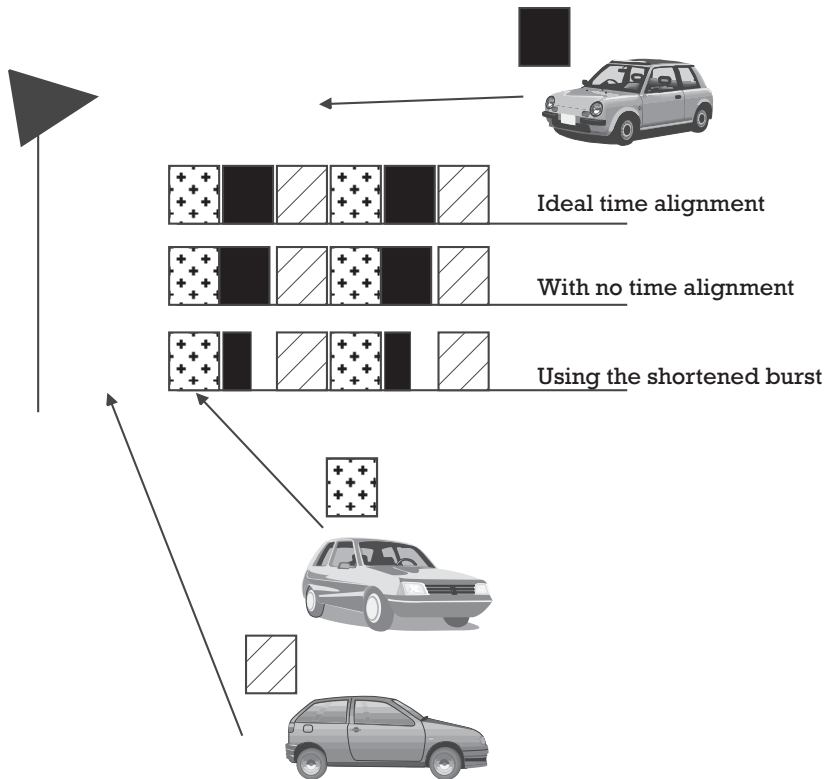 Ideal time alignment
With no time alignment
Using the shortened burst